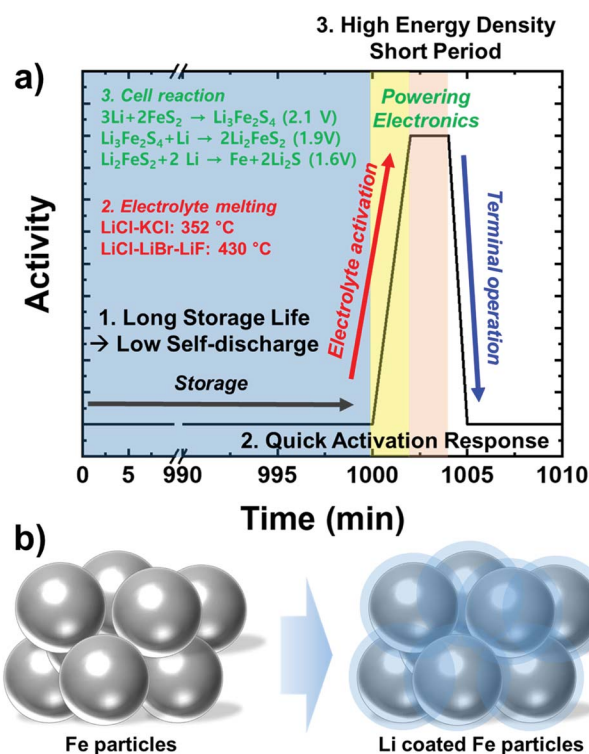 3. High Energy Density
Short Period
a)
3. Cell reaction
3Li+2FeS₂ → Li₃Fe₂S₄ (2.1 V)
Li₃Fe₂S₄+Li → 2Li₂FeS₂ (1.9V)
Li₂FeS₂+2 Li → Fe+2Li₂S (1.6V)
Powering
Electronics
2. Electrolyte melting
LiCl-KCl: 352 °C
LiCl-LiBr-LiF: 430 °C
Electrolyte activation
Terminal operation
Activity
1. Long Storage Life
→ Low Self-discharge
Storage
2. Quick Activation Response
0 5 990 995 1000 1005 1010
Time (min)
b)
Fe particles
Li coated Fe particles